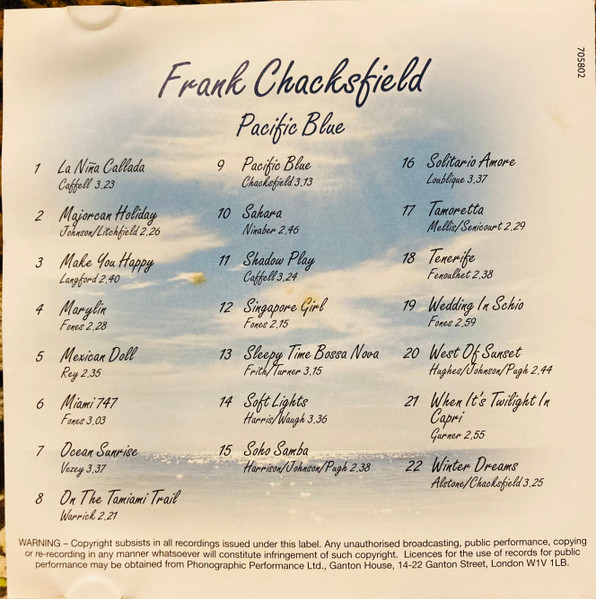 705802
Frank Chacksfield
Pacific Blue
1 La Niña Callada
Caffell 3.23
2 Majorcan Holiday
Johnson/Litchfield 2.26
3 Make You Happy
Langford 2.40
4 Marylin
Fones 2.28
5 Mexican Doll
Rey 2.35
6 Miami 747
Fones 3.03
7 Ocean Sunrise
Vezey 3.37
8 On The Tamiami Trail
Warrick 2.21
9 Pacific Blue
Chacksfield 3.13
10 Sahara
Ninaber 2.46
11 Shadow Play
Caffell 3.24
12 Singapore Girl
Fones 2.15
13 Sleepy Time Bossa Nova
Frith/Turner 3.15
14 Soft Lights
Harris/Waugh 3.36
15 Soho Samba
Harrison/Johnson/Pugh 2.38
16 Solitario Amore
Loublique 3.37
17 Tamoretta
Mellis/Senicourt 2.29
18 Tenerife
Fenoulhet 2.38
19 Wedding In Schio
Fones 2.59
20 West Of Sunset
Hughes/Johnson/Pugh 2.44
21 When It's Twilight In
Capri
Gurner 2.55
22 Winter Dreams
Alstone/Chacksfield 3.25
WARNING – Copyright subsists in all recordings issued under this label. Any unauthorised broadcasting, public performance, copying
or re-recording in any manner whatsoever will constitute infringement of such copyright. Licences for the use of records for public
performance may be obtained from Phonographic Performance Ltd., Ganton House, 14-22 Ganton Street, London W1V 1LB.